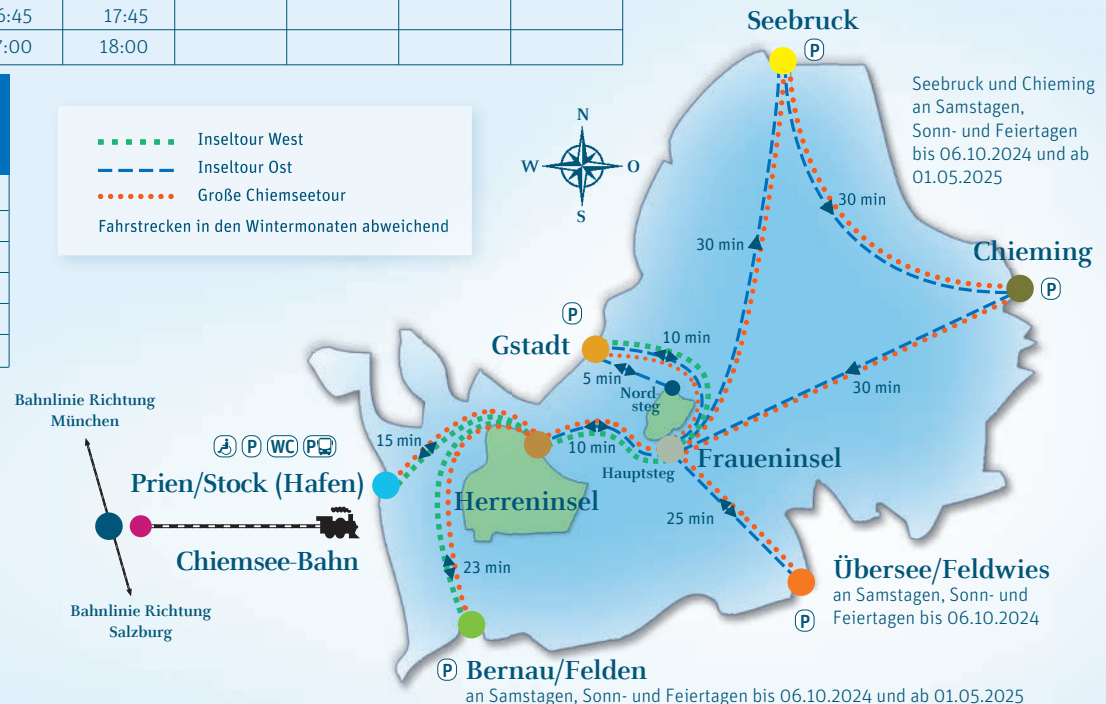 17:45
18:00
Seebruck
P
Seebruck und Chieming
an Samstagen,
Sonn- und Feiertagen
bis 06.10.2024 und ab
01.05.2025
Inseltour West
Inseltour Ost
Große Chiemseetour
Fahrstrecken in den Wintermonaten abweichend
N
W O
S
30 min
30 min
Chieming
P
P
Gstadt
10 min
5 min
Nord-
steg
30 min
Bahnlinie Richtung
München
15 min
P WC P
10 min
Hauptsteg
Fraueninsel
Prien/Stock (Hafen)
Herreninsel
25 min
Chiemsee-Bahn
23 min
Übersee/Feldwies
an Samstagen, Sonn- und
Feiertagen bis 06.10.2024
P
Bahnlinie Richtung
Salzburg
P Bernau/Felden
an Samstagen, Sonn- und Feiertagen bis 06.10.2024 und ab 01.05.2025